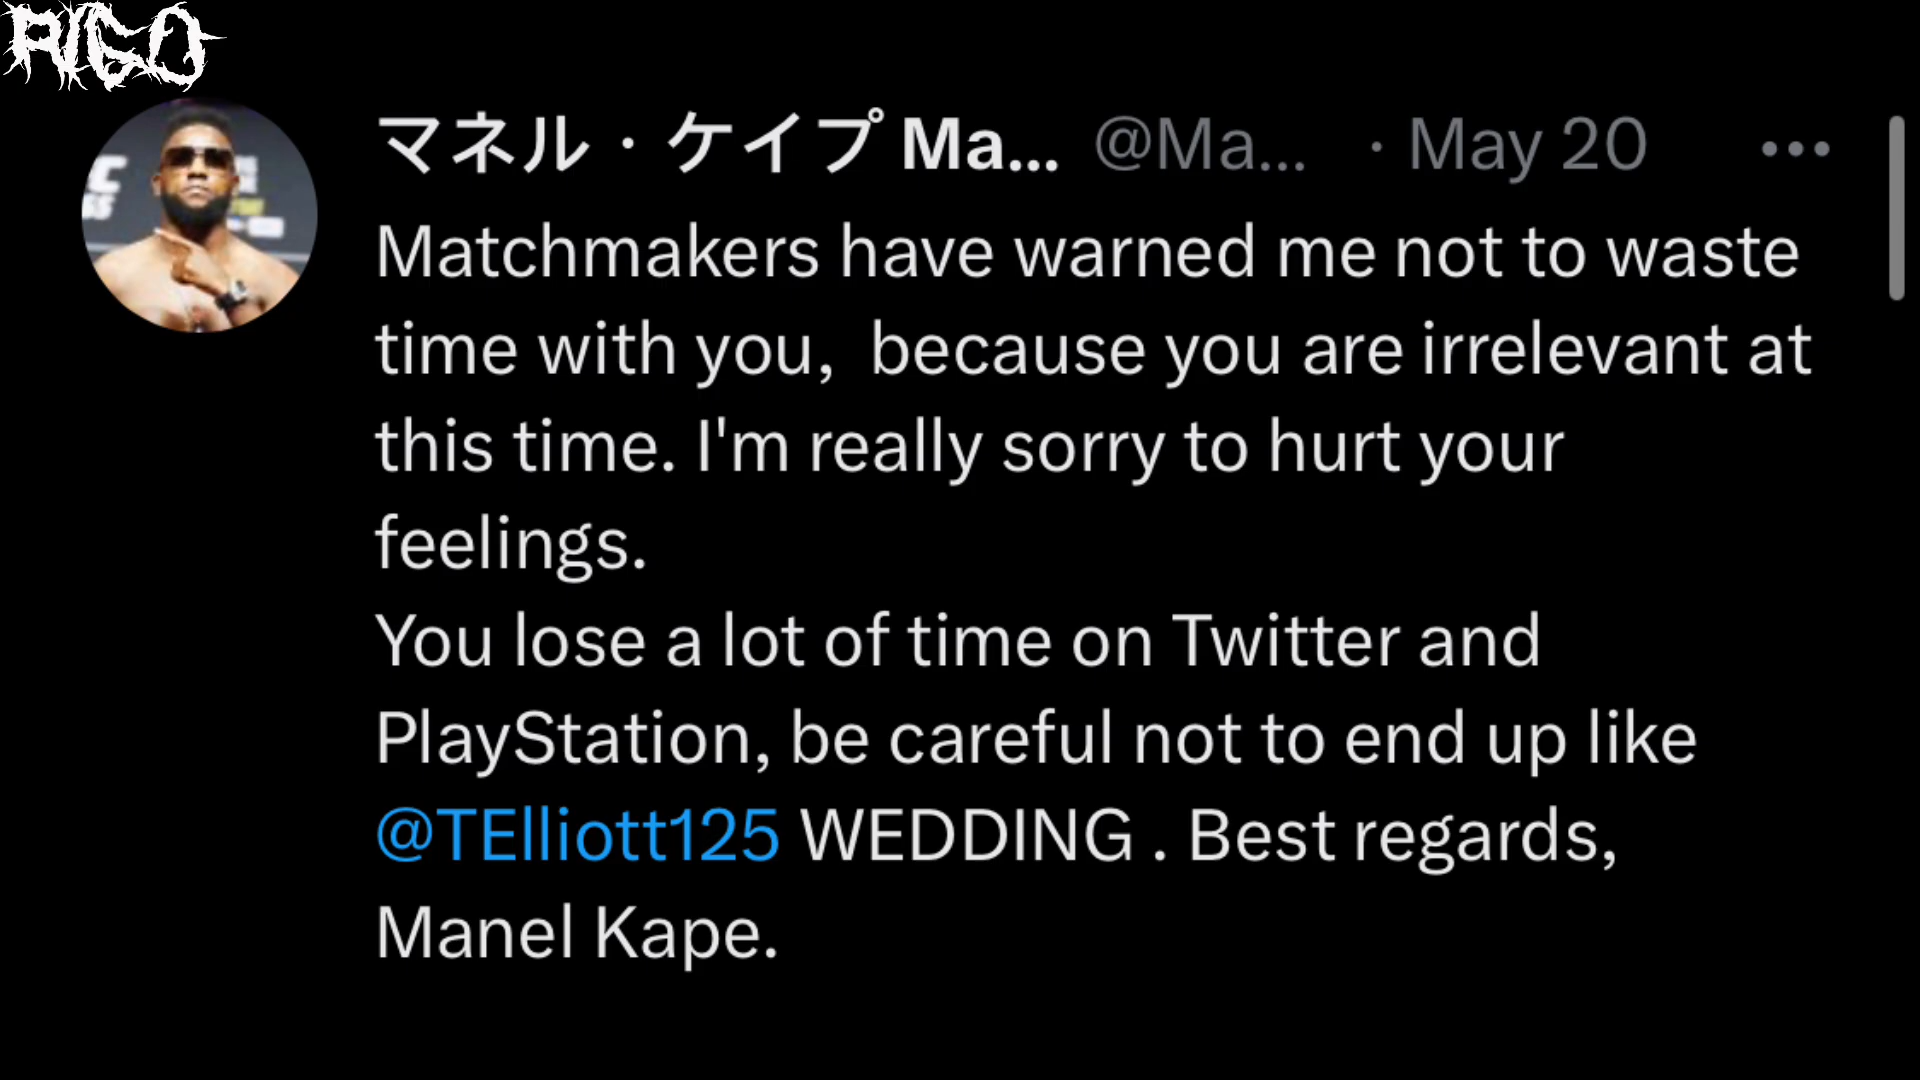 RIGO
マネル・ケイプ Ma... @Ma... · May 20 ...
Matchmakers have warned me not to waste
time with you,  because you are irrelevant at
this time. I'm really sorry to hurt your
feelings.
You lose a lot of time on Twitter and
PlayStation, be careful not to end up like
@TElliott125 WEDDING . Best regards,
Manel Kape.